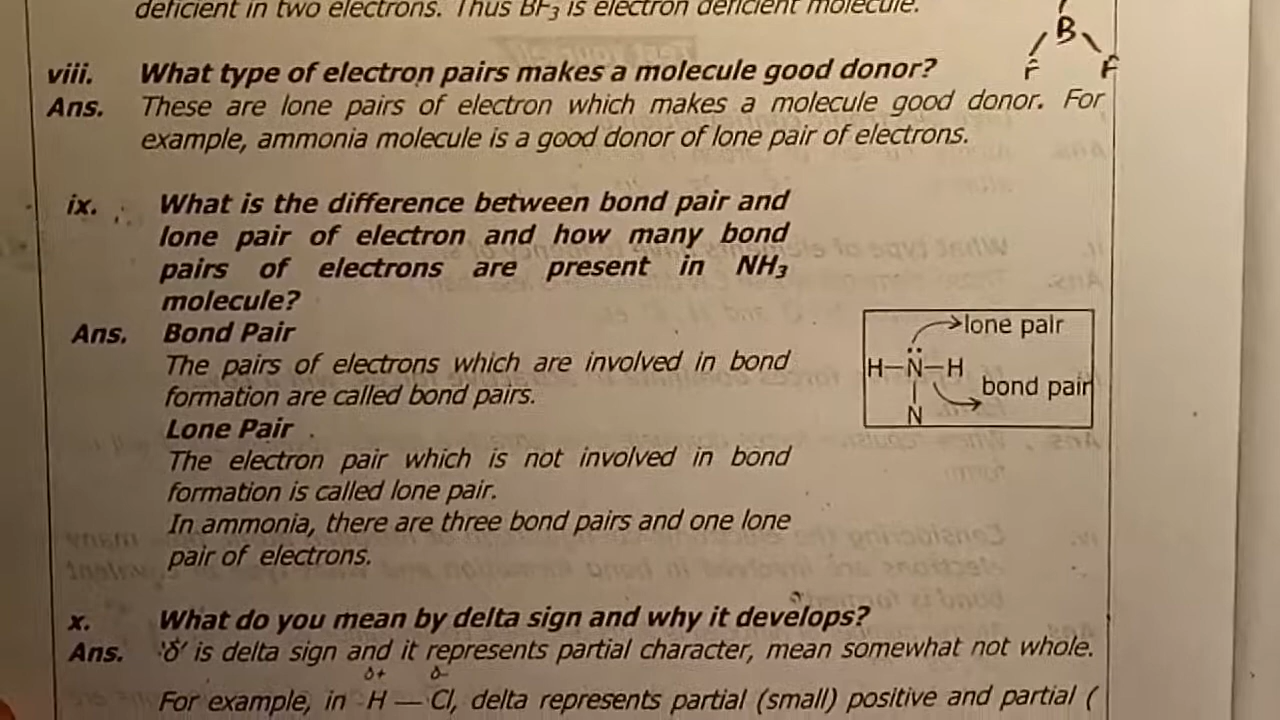 deficient in two electrons. Thus BF3 is electron deficient molecule.
B
F F
viii. What type of electron pairs makes a molecule good donor?
Ans. These are lone pairs of electron which makes a molecule good donor. For
example, ammonia molecule is a good donor of lone pair of electrons.
ix. What is the difference between bond pair and
lone pair of electron and how many bond
pairs of electrons are present in NH3
molecule?
Ans. Bond Pair
The pairs of electrons which are involved in bond
formation are called bond pairs.
Lone Pair
The electron pair which is not involved in bond
formation is called lone pair.
In ammonia, there are three bond pairs and one lone
pair of electrons.
lone pair
H–N–H
bond pair
N
x. What do you mean by delta sign and why it develops?
Ans. 'δ' is delta sign and it represents partial character, mean somewhat not whole.
δ+ δ-
For example, in H — Cl, delta represents partial (small) positive and partial (